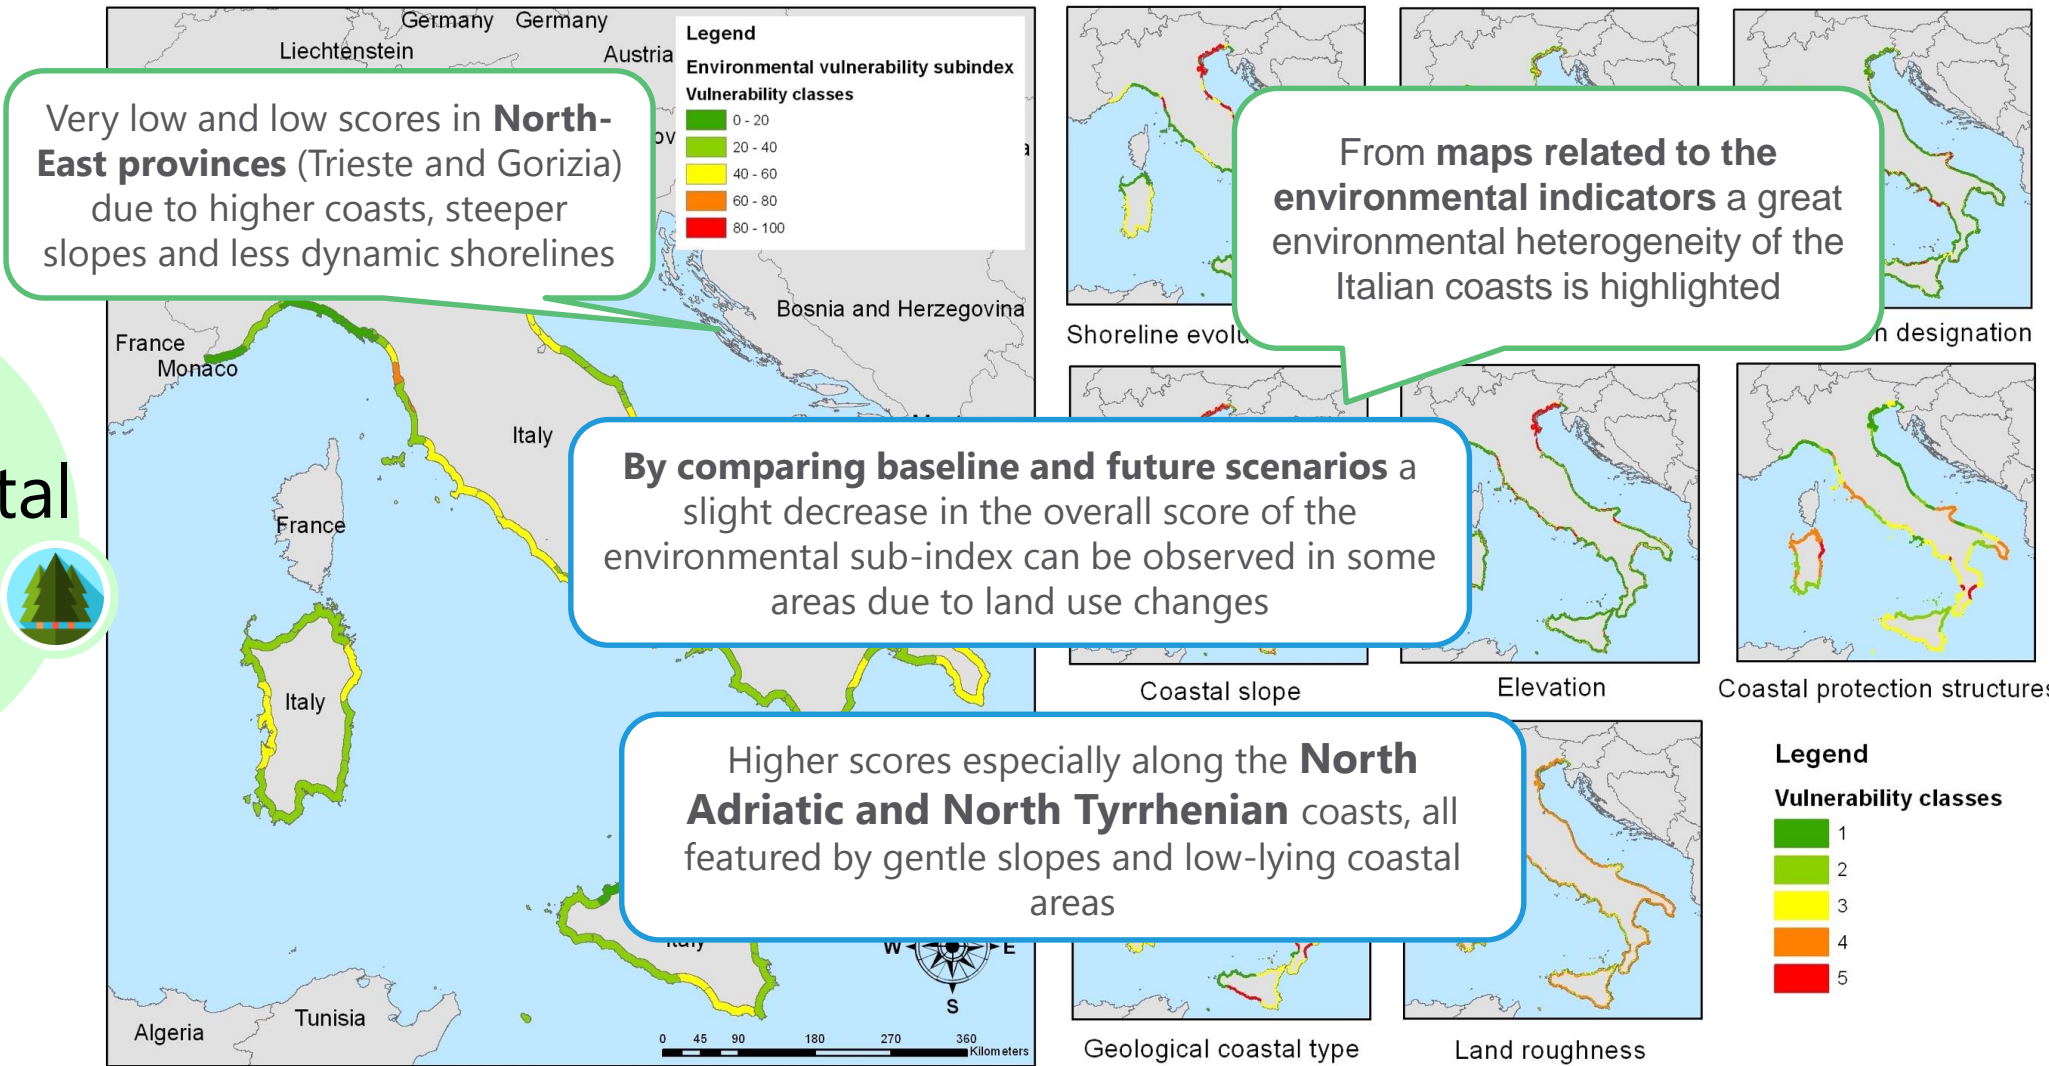 Germany Germany
Liechtenstein
Austria
Legend
Environmental vulnerability subindex
Vulnerability classes
0 - 20
20 - 40
40 - 60
60 - 80
80 - 100
Very low and low scores in North-
East provinces (Trieste and Gorizia)
due to higher coasts, steeper
slopes and less dynamic shorelines
From maps related to the
environmental indicators a great
environmental heterogeneity of the
Italian coasts is highlighted
Bosnia and Herzegovina
France
Monaco
Italy
France
Italy
tal
Shoreline evolu
n designation
By comparing baseline and future scenarios a
slight decrease in the overall score of the
environmental sub-index can be observed in some
areas due to land use changes
Coastal slope
Elevation
Coastal protection structures
Higher scores especially along the North
Adriatic and North Tyrrhenian coasts, all
featured by gentle slopes and low-lying coastal
areas
Legend
Vulnerability classes
1
2
3
4
5
Italy
W E
S
Algeria
Tunisia
0 45 90 180 270 360
Kilometers
Geological coastal type
Land roughness